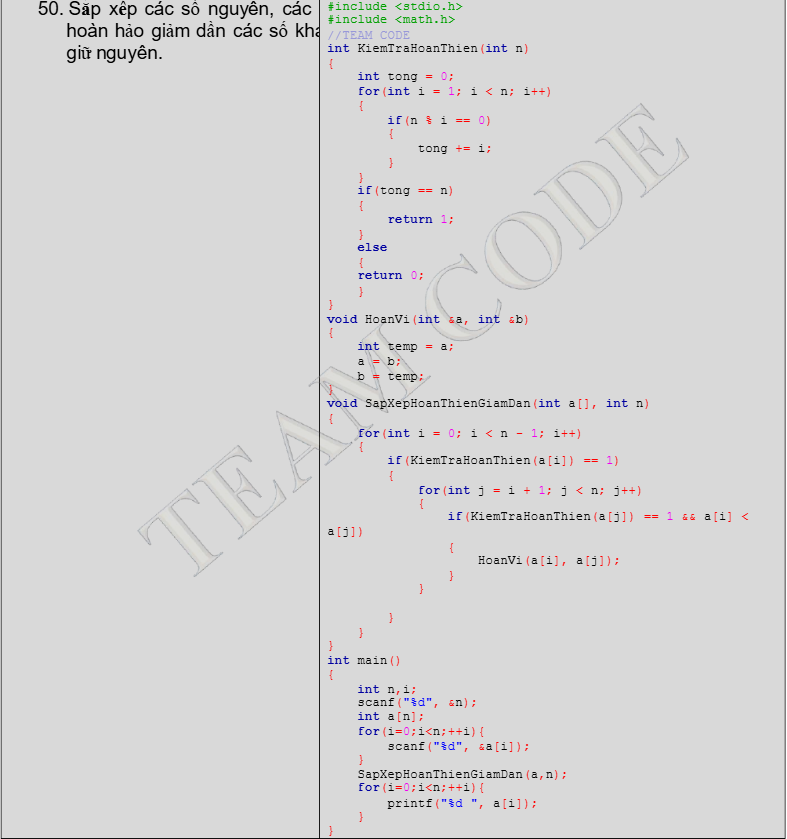 50. Sắp xếp các số nguyên, các
hoàn hảo giảm dần các số
giữ nguyên.
#include <stdio.h>
#include <math.h>
//TEAM CODE
int KiemTraHoanThien(int n)
{
int tong = 0;
for(int i = 1; i < n; i++)
{
if(n % i == 0)
{
tong += i;
}
}
if(tong == n)
{
return 1;
}
else
{
return 0;
}
}
void HoanVi(int &a, int &b)
{
int temp = a;
a = b;
b = temp;
}
void SapXepHoanThienGiamDan(int a[], int n)
{
for(int i = 0; i < n - 1; i++)
{
if(KiemTraHoanThien(a[i]) == 1)
{
for(int j = i + 1; j < n; j++)
{
if(KiemTraHoanThien(a[j]) == 1 && a[i] <
a[j])
{
HoanVi(a[i], a[j]);
}
}
}
}
}
int main()
{
int n,i;
scanf("%d", &n);
int a[n];
for(i=0;i<n;++i){
scanf("%d", &a[i]);
}
SapXepHoanThienGiamDan(a,n);
for(i=0;i<n;++i){
printf("%d ", a[i]);
}
}
TEAM CODE